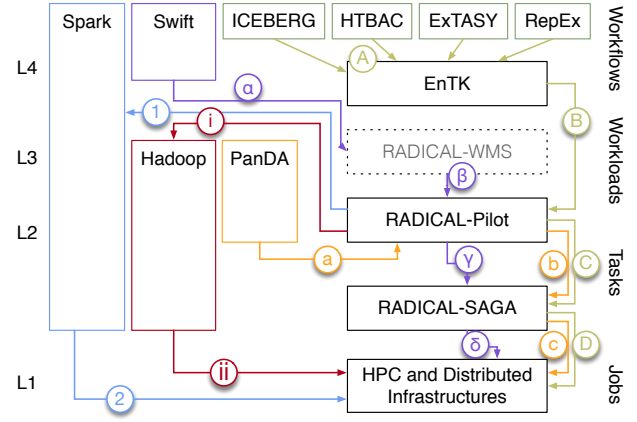 Spark
Swift
ICEBERG
HTBAC
ExTASY
RepEx
Workflows
A
L4
EnTK
α
1
i
B
L3
Hadoop
PanDA
RADICAL-WMS
Workloads
β
L2
RADICAL-Pilot
a
γ
b
C
Tasks
RADICAL-SAGA
δ
c
D
L1
ii
2
HPC and Distributed
Infrastructures
Jobs